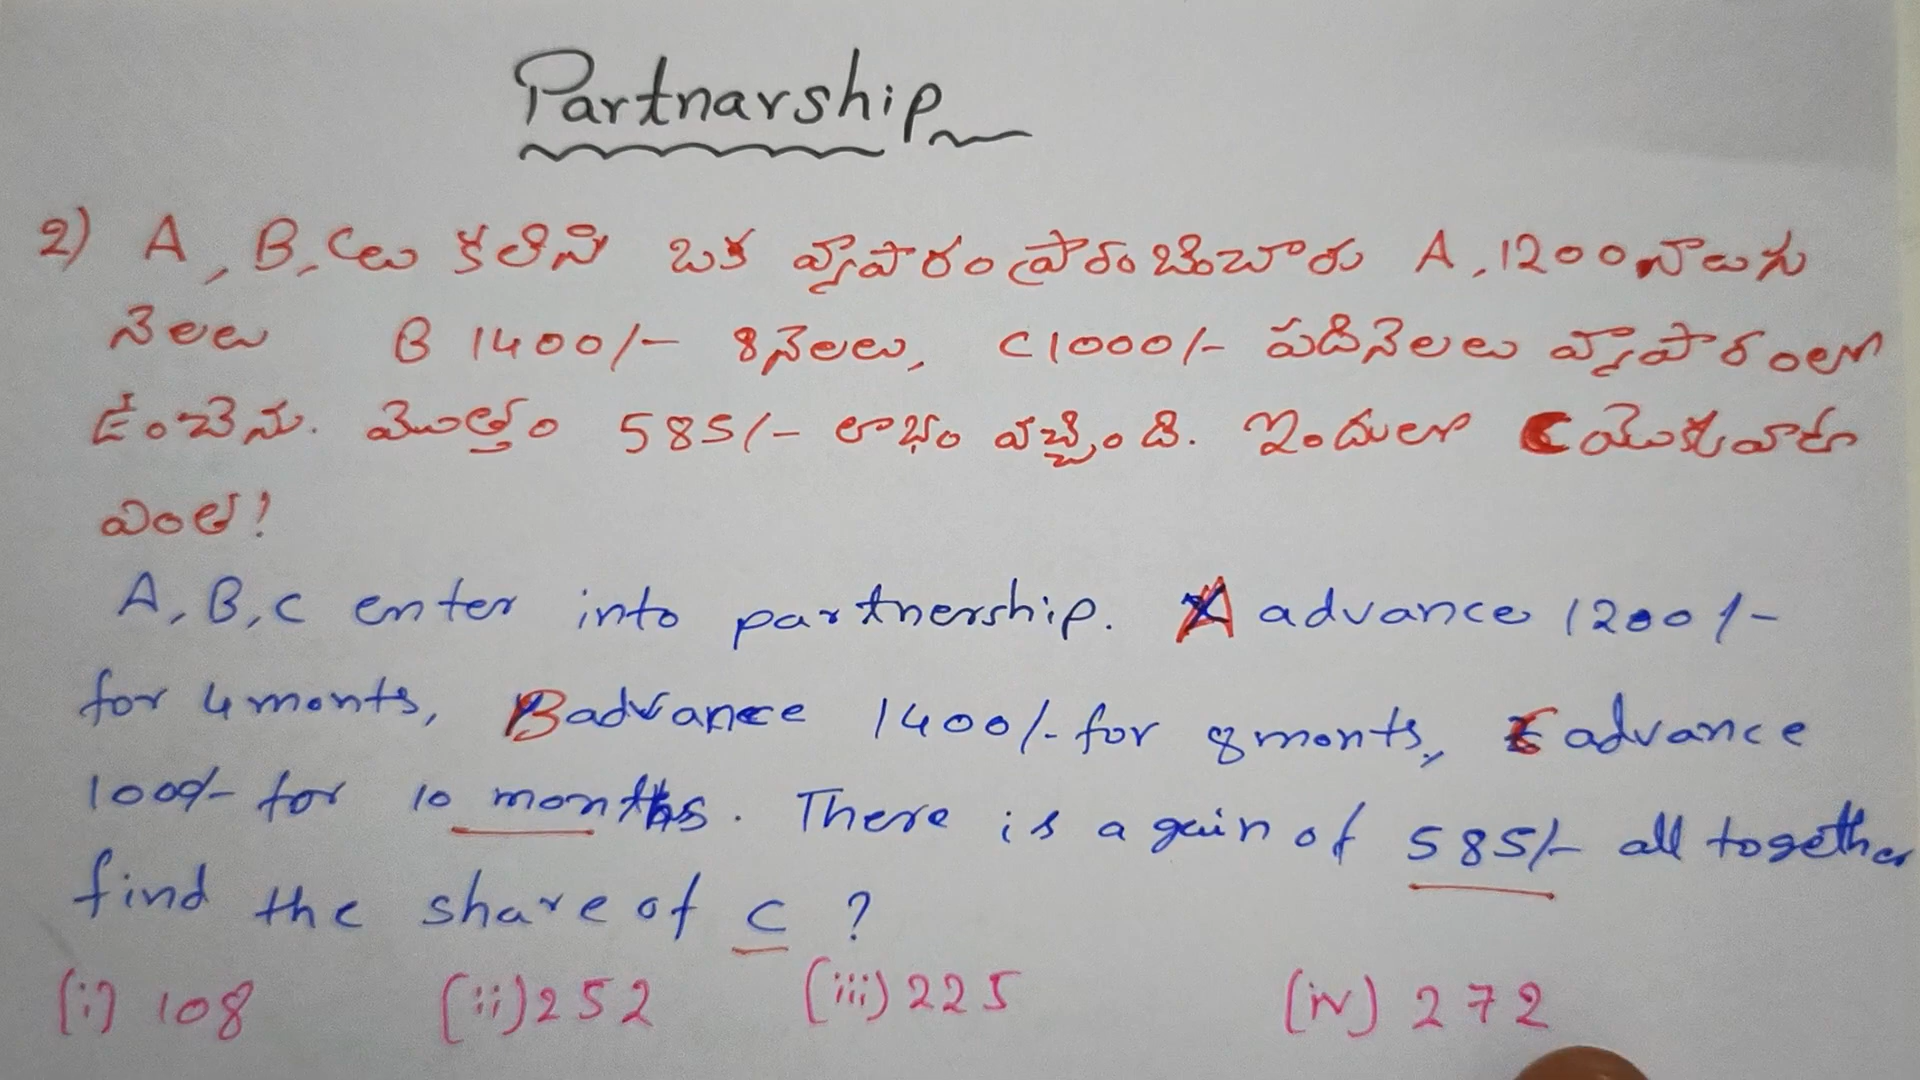 Partnarship
2) A, B, C లు కలిసి ఒక వ్యాపారం ప్రారంభించారు A, 1200 నాలుగు
నెలలు B 1400/- 8 నెలలు, C 1000/- పదినెలలు వ్యాపారంలో
ఉంచెను. మొత్తం 585/- లాభం వచ్చింది. ఇందులో C యొక్క వాటా
ఎంత?
A, B, C enter into partnership. A advance 1200/-
for 4 monts, B advance 1400/- for 8 monts, C advance
1000/- for 10 months. There is a gain of 585/- all together
find the share of C ?
(i) 108 (ii) 252 (iii) 225 (iv) 272